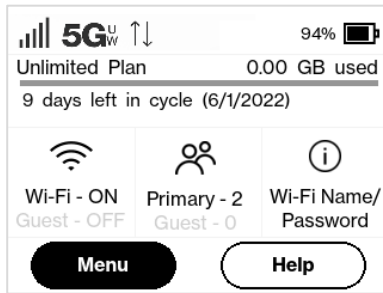 5G UW 94%
Unlimited Plan 0.00 GB used
9 days left in cycle (6/1/2022)
Wi-Fi - ON Primary - 2 Wi-Fi Name/
Guest - OFF Guest - 0 Password
Menu Help